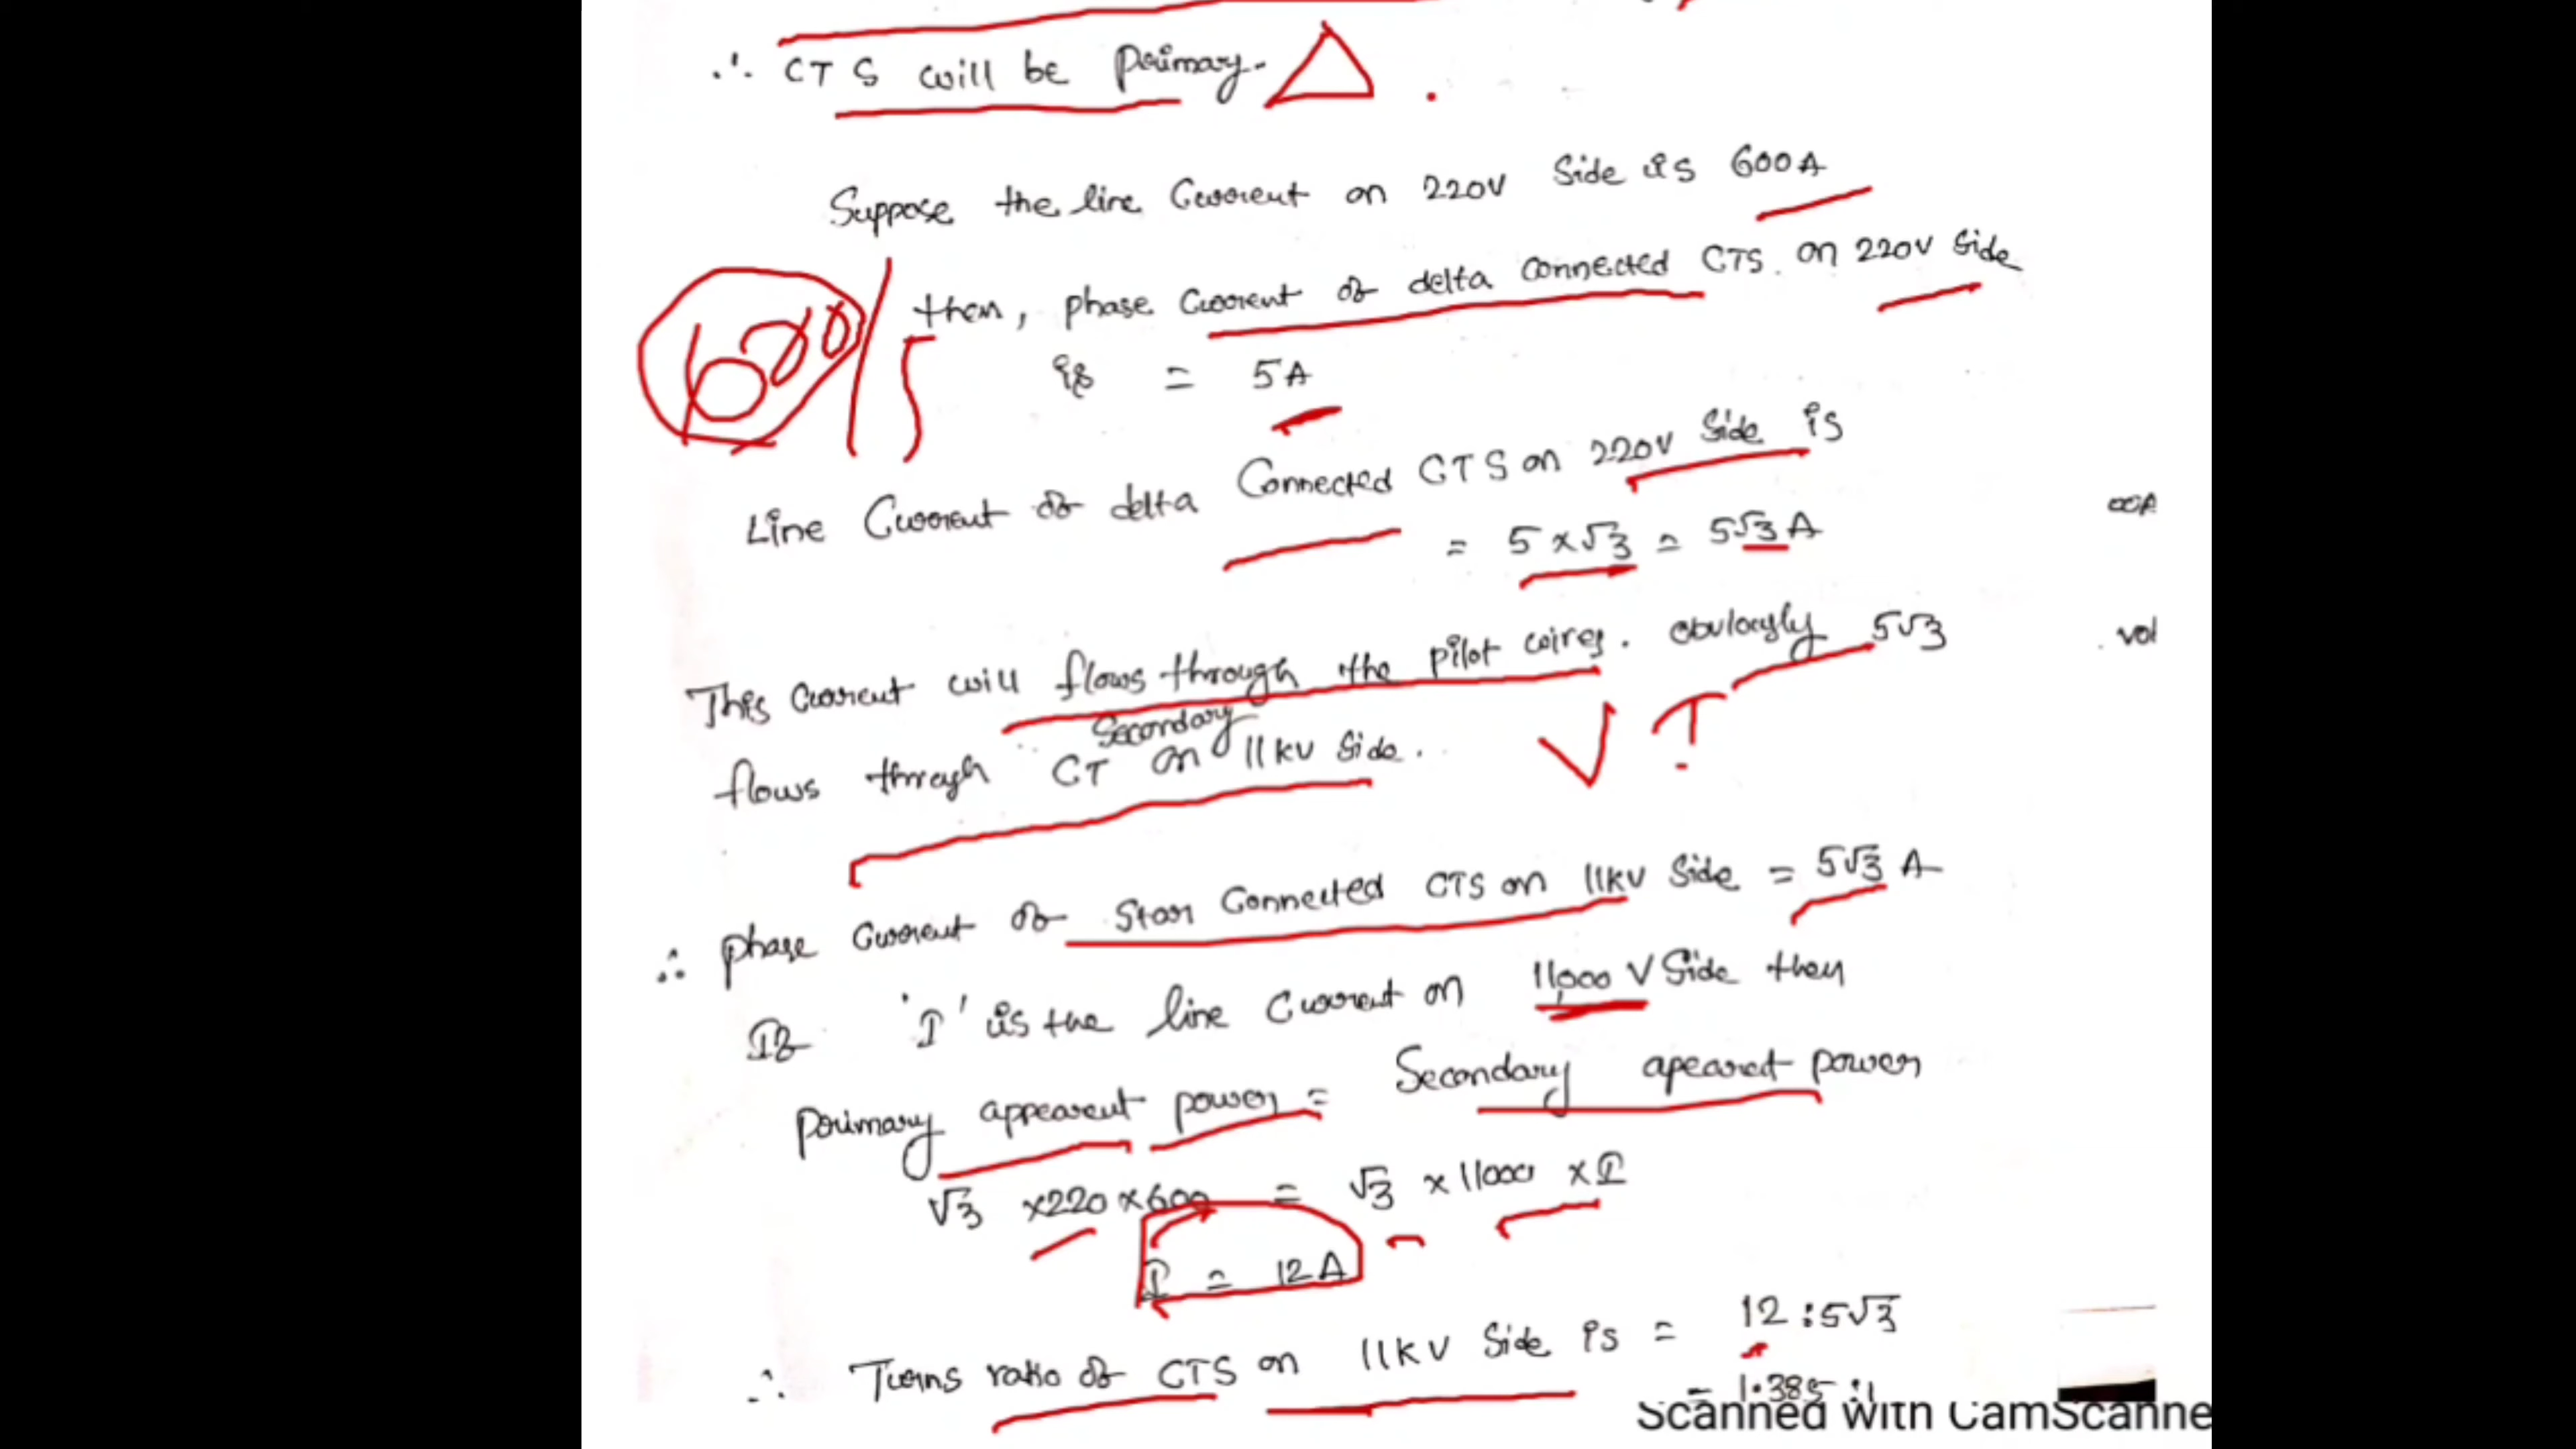 ∴ CTS will be primary.
Suppose the line Current on 220V Side is 600A
then, phase Current of delta Connected CTS. on 220V Side
is = 5A
Line Current of delta Connected CTS on 220V Side is
= 5 × √3 = 5√3 A
This Current will flows through the pilot wires. obviously 5√3
vol
Secondary
flows through CT on 11KV Side.
∴ phase Current of Star Connected CTS on 11KV Side = 5√3 A
If 'I' is the line Current on 11,000 V Side then
Primary appearent power = Secondary apearet power
√3 ×220 ×600 = √3 × 11000 × I
I = 12A
∴ Turns ratio of CTS on 11KV Side is = 12 : 5√3
= 1.385 : 1
Scanned with CamScanne